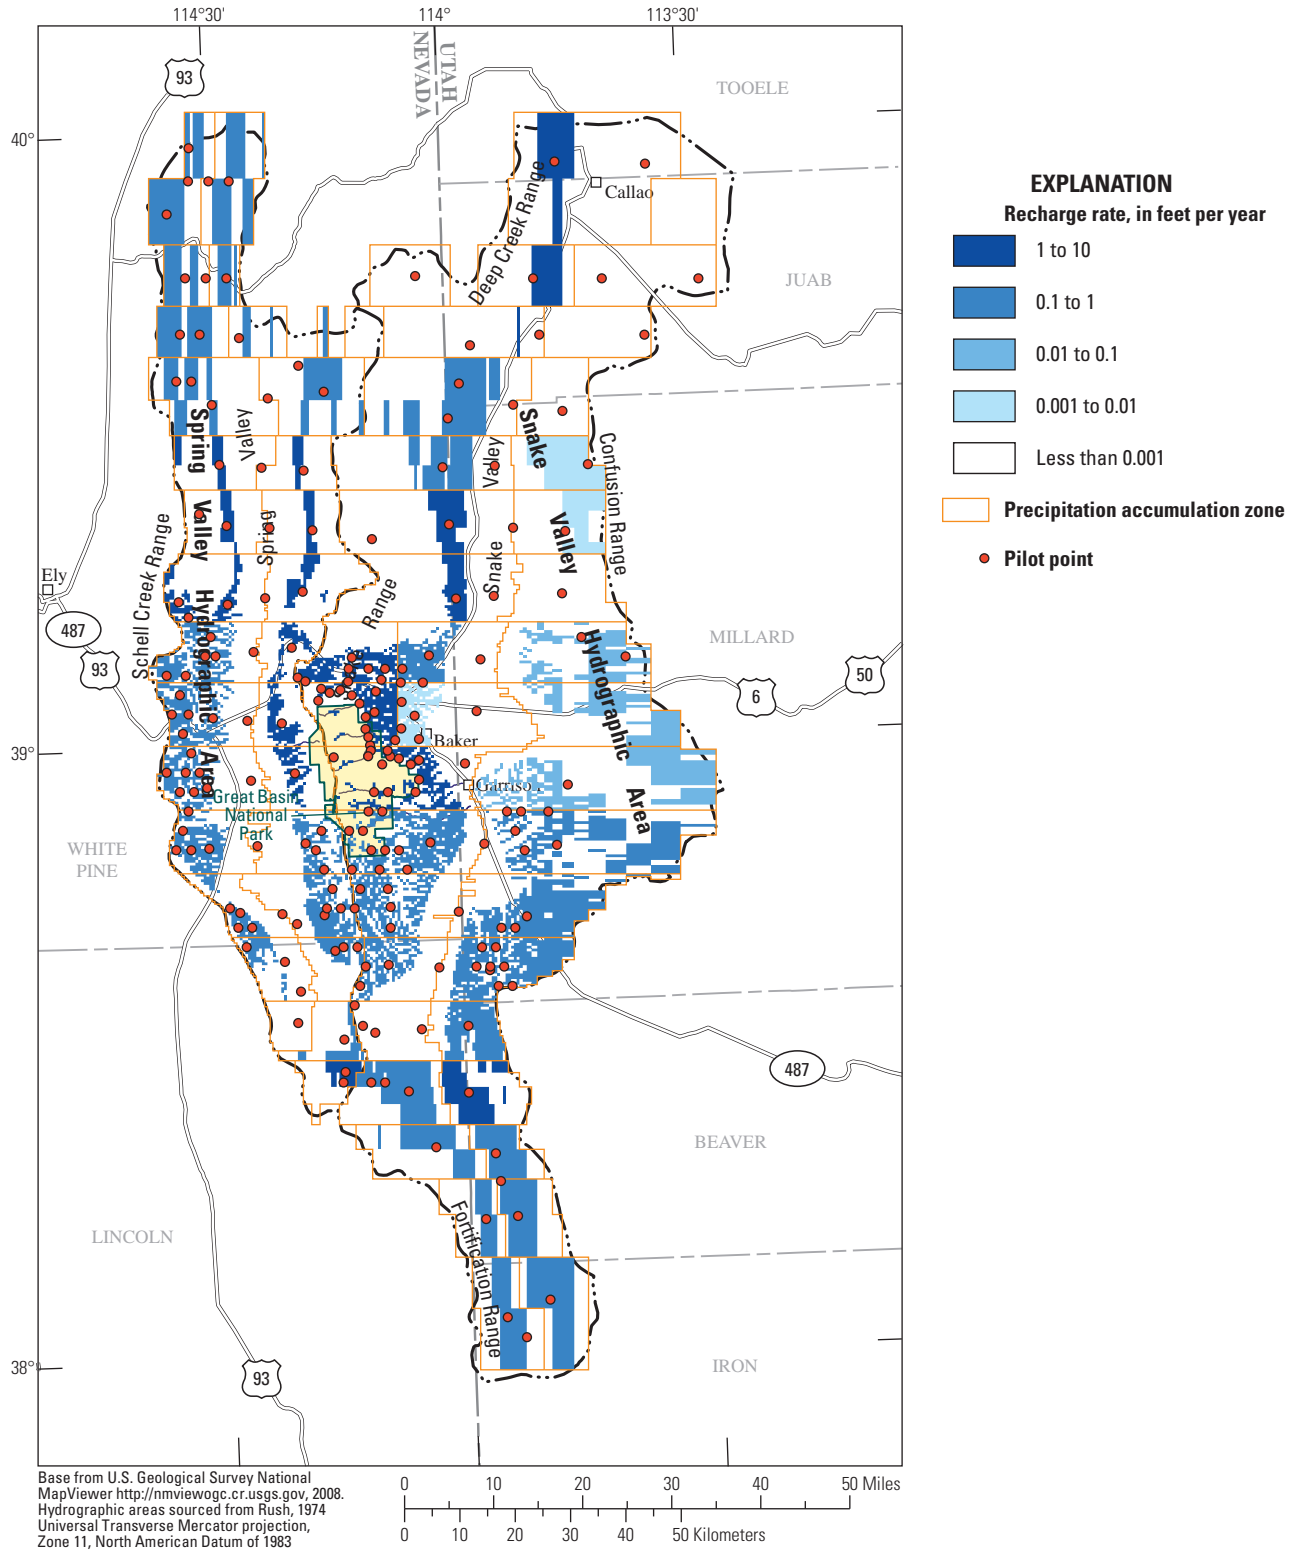 114°30'
114°
113°30'
93
UTAH
NEVADA
TOOELE
40°
Callao
Deep Creek Range
JUAB
EXPLANATION
Recharge rate, in feet per year
1 to 10
0.1 to 1
0.01 to 0.1
0.001 to 0.01
Less than 0.001
Precipitation accumulation zone
Pilot point
Spring
Valley
Hydrographic
Area
Valley
Spring
Snake
Valley
Hydrographic
Area
Valley
Snake
Confusion Range
Schell Creek Range
Range
Ely
487
93
MILLARD
6
50
39°
Baker
Garrison
Great Basin
National
Park
WHITE
PINE
487
BEAVER
LINCOLN
Fortification Range
38°
93
IRON
Base from U.S. Geological Survey National
MapViewer http://nmviewogc.cr.usgs.gov, 2008.
Hydrographic areas sourced from Rush, 1974
Universal Transverse Mercator projection,
Zone 11, North American Datum of 1983
0 10 20 30 40 50 Miles
0 10 20 30 40 50 Kilometers